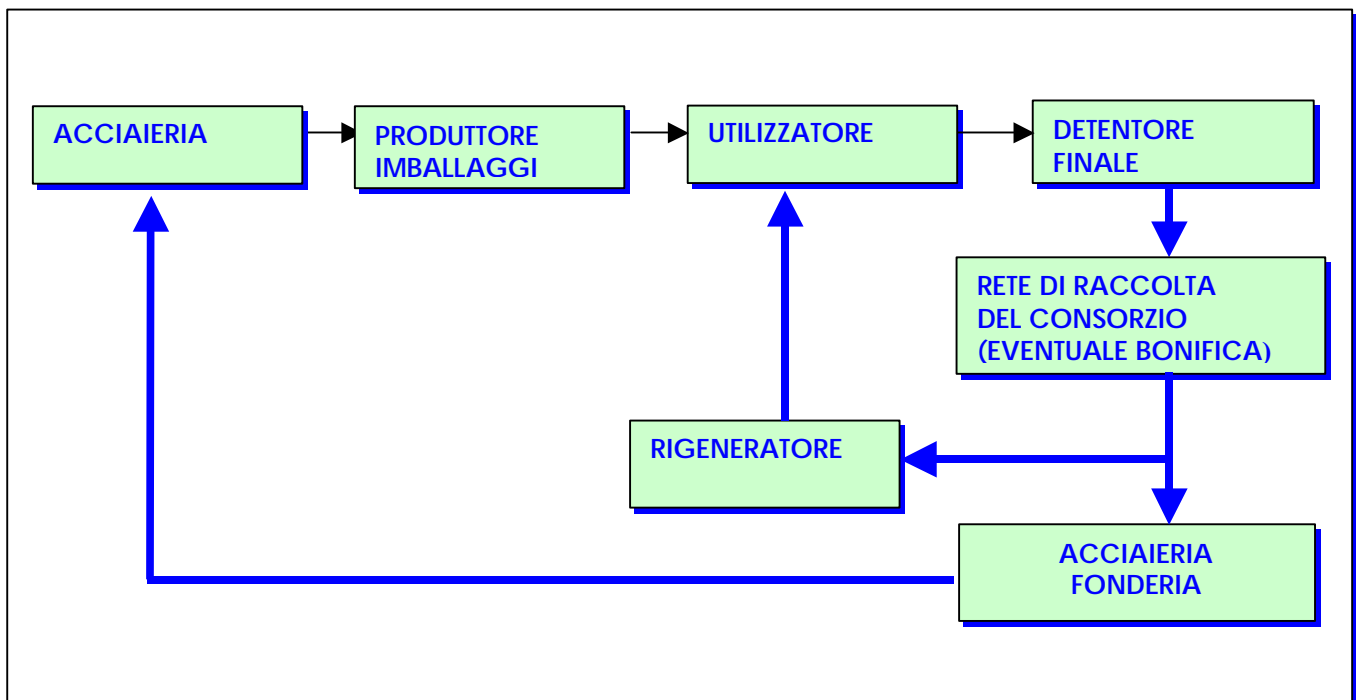 ACCIAIERIA
PRODUTTORE
IMBALLAGGI
UTILIZZATORE
DETENTORE
FINALE
RETE DI RACCOLTA
DEL CONSORZIO
(EVENTUALE BONIFICA)
RIGENERATORE
ACCIAIERIA
FONDERIA